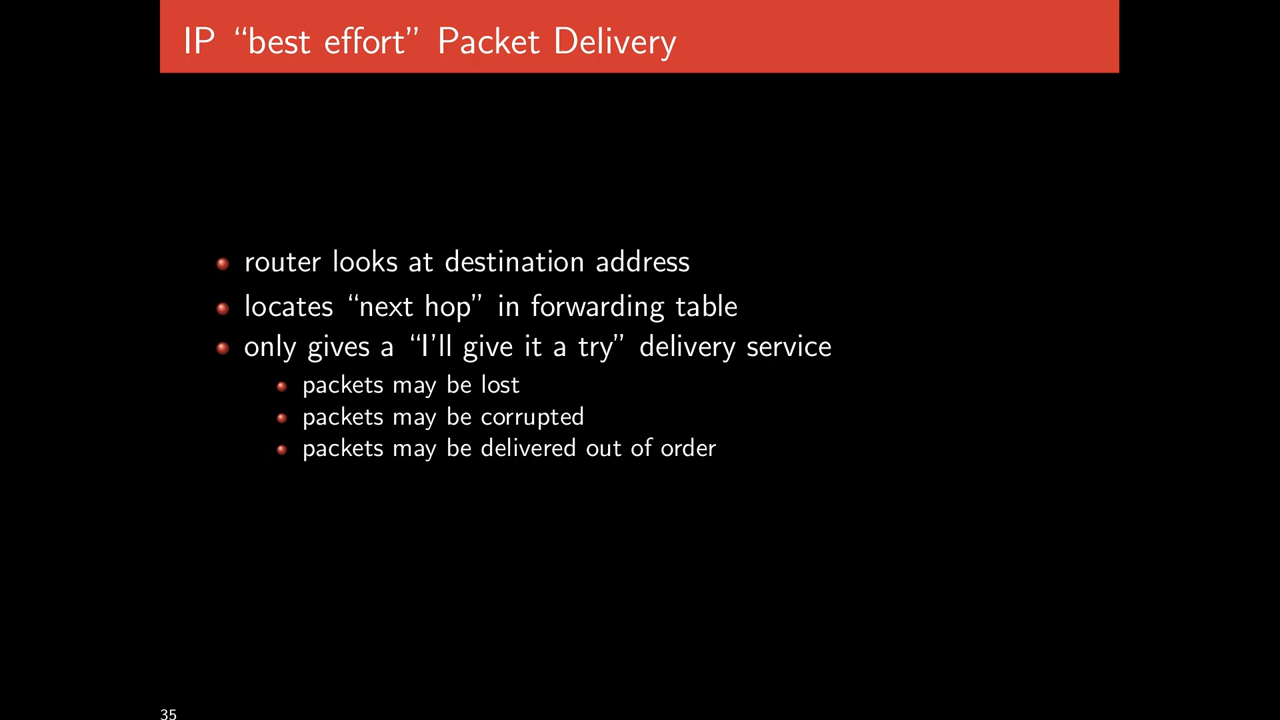 IP “best effort” Packet Delivery
router looks at destination address
locates “next hop” in forwarding table
only gives a “I’ll give it a try” delivery service
packets may be lost
packets may be corrupted
packets may be delivered out of order
35